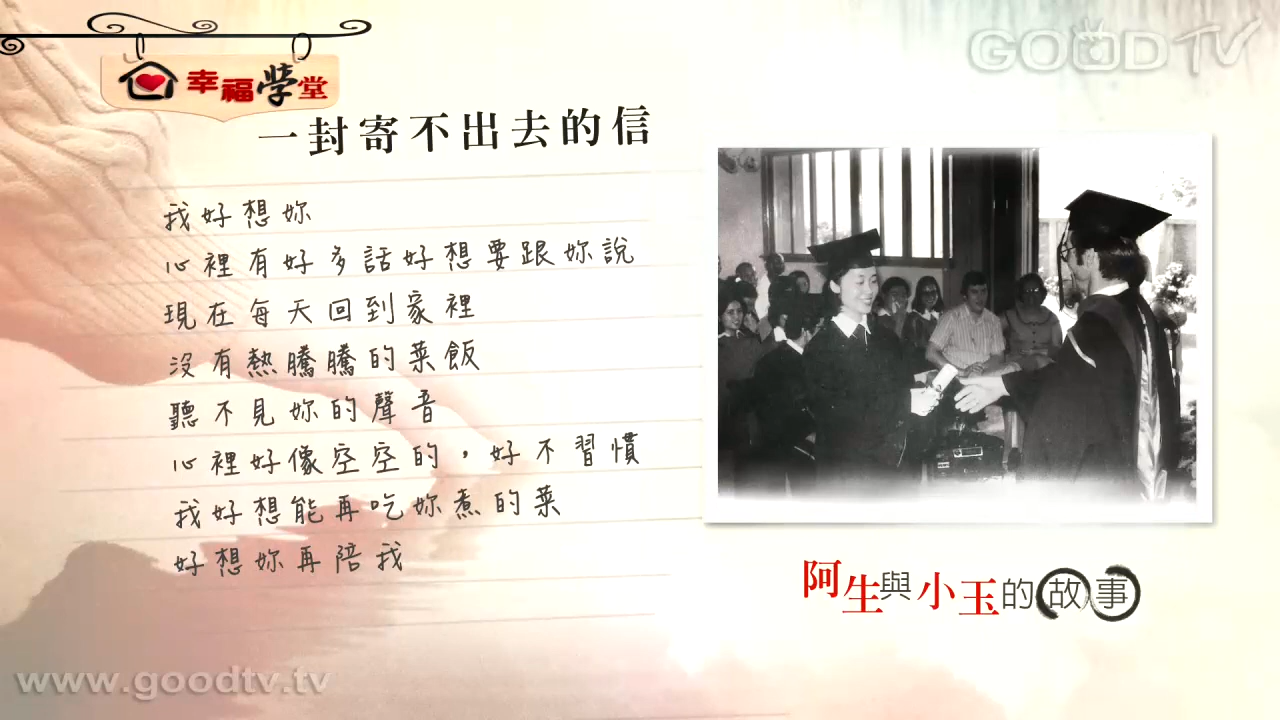 GOOD TV
幸福學堂
一封寄不出去的信
我好想妳
心裡有好多話好想要跟妳說
現在每天回到家裡
沒有熱騰騰的菜飯
聽不見妳的聲音
心裡好像空空的，好不習慣
我好想能再吃妳煮的菜
好想妳再陪我
阿生與小玉的故事
www.goodtv.tv